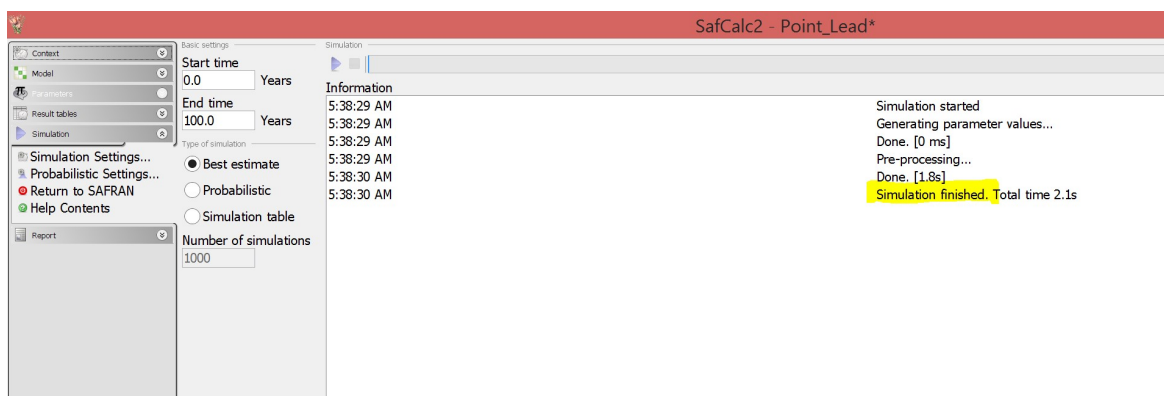 SafCalc2 - Point_Lead*
Context
Model
Parameters
Result tables
Simulation
Simulation Settings...
Probabilistic Settings...
Return to SAFRAN
Help Contents
Report
Basic settings
Start time
0.0 Years
End time
100.0 Years
Type of simulation
Best estimate
Probabilistic
Simulation table
Number of simulations
1000
Simulation
Information
5:38:29 AM Simulation started
5:38:29 AM Generating parameter values...
5:38:29 AM Done. [0 ms]
5:38:29 AM Pre-processing...
5:38:30 AM Done. [1.8s]
5:38:30 AM Simulation finished. Total time 2.1s